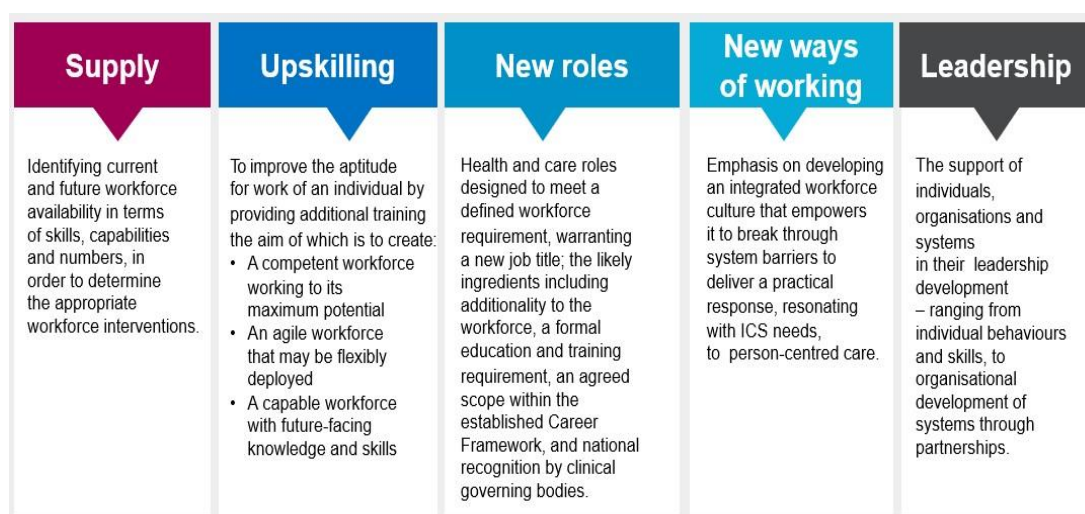 Supply
Identifying current
and future workforce
availability in terms
of skills, capabilities
and numbers, in
order to determine
the appropriate
workforce interventions.
Upskilling
To improve the aptitude
for work of an individual by
providing additional training
the aim of which is to create:
• A competent workforce
working to its
maximum potential
• An agile workforce
that may be flexibly
deployed
• A capable workforce
with future-facing
knowledge and skills
New roles
Health and care roles
designed to meet a
defined workforce
requirement, warranting
a new job title; the likely
ingredients including
additionality to the
workforce, a formal
education and training
requirement, an agreed
scope within the
established Career
Framework, and national
recognition by clinical
governing bodies.
New ways
of working
Emphasis on developing
an integrated workforce
culture that empowers
it to break through
system barriers to
deliver a practical
response, resonating
with ICS needs,
to person-centred care.
Leadership
The support of
individuals,
organisations and
systems
in their leadership
development
– ranging from
individual behaviours
and skills, to
organisational
development of
systems through
partnerships.